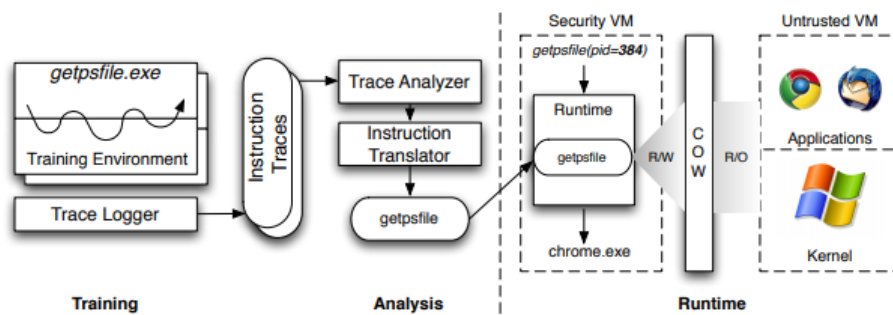 getpsfile.exe
Training Environment
Trace Logger
Training
Instruction
Traces
Trace Analyzer
Instruction
Translator
getpsfile
Analysis
Security VM
getpsfile(pid=384)
Runtime
getpsfile
chrome.exe
R/W
COW
R/O
Untrusted VM
Applications
Kernel
Runtime